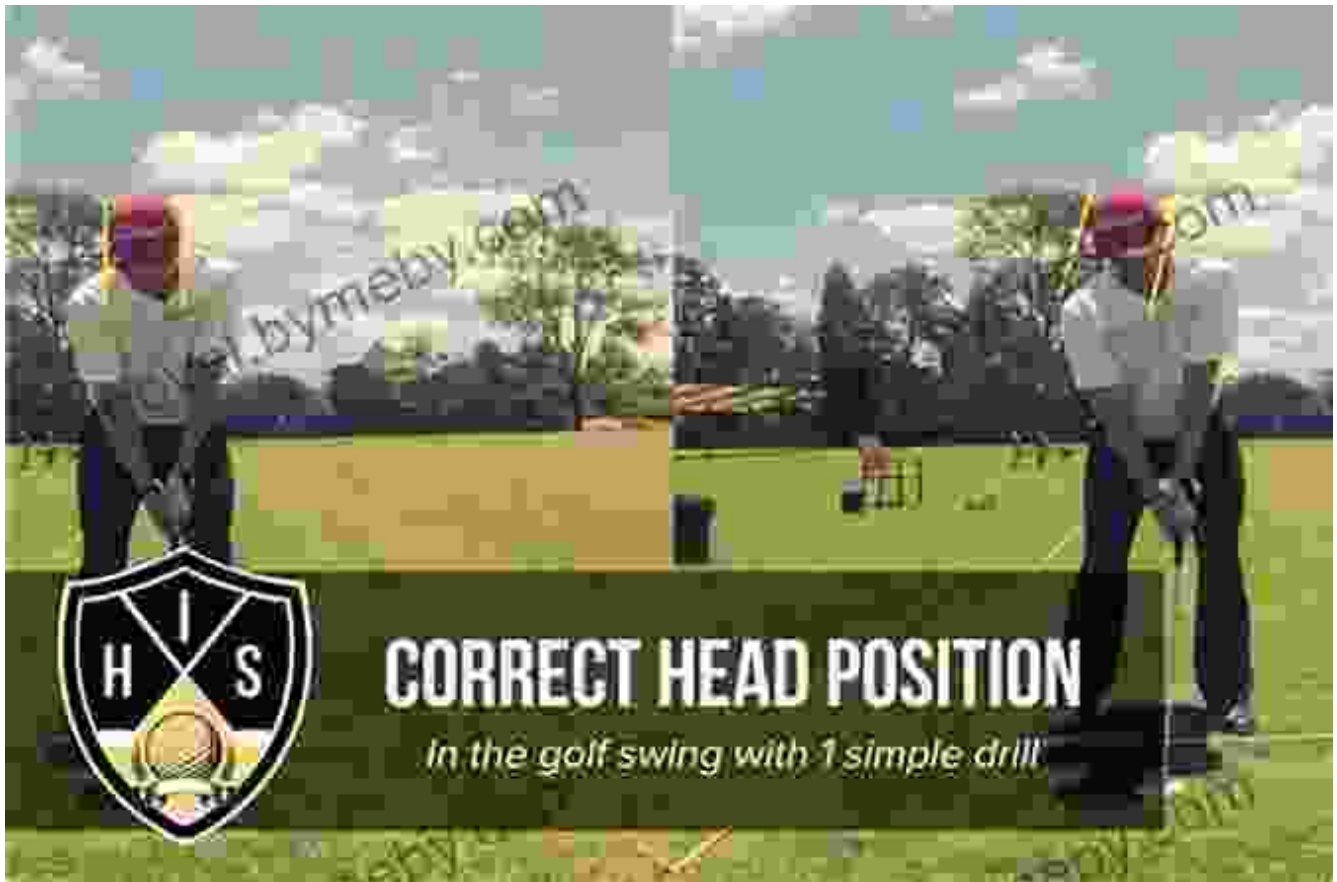 I
H S
CORRECT HEAD POSITION
In the golf swing with 1 simple drill